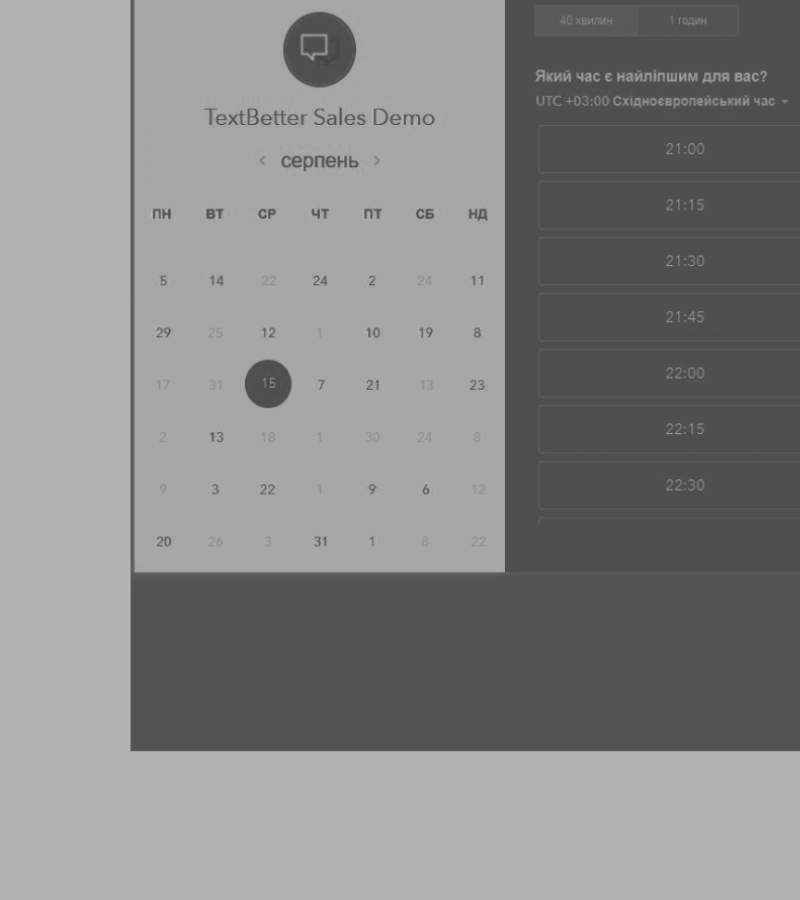 TextBetter Sales Demo
‹ серпень ›
ПН ВТ СР ЧТ ПТ СБ НД
5 14 22 24 2 24 11
29 25 12 1 10 19 8
17 31 15 7 21 13 23
2 13 18 1 30 24 8
9 3 22 1 9 6 12
20 26 3 31 1 8 22
40 хвилин 1 годин
Який час є найліпшим для вас?
UTC +03:00 Східноєвропейський час
21:00
21:15
21:30
21:45
22:00
22:15
22:30